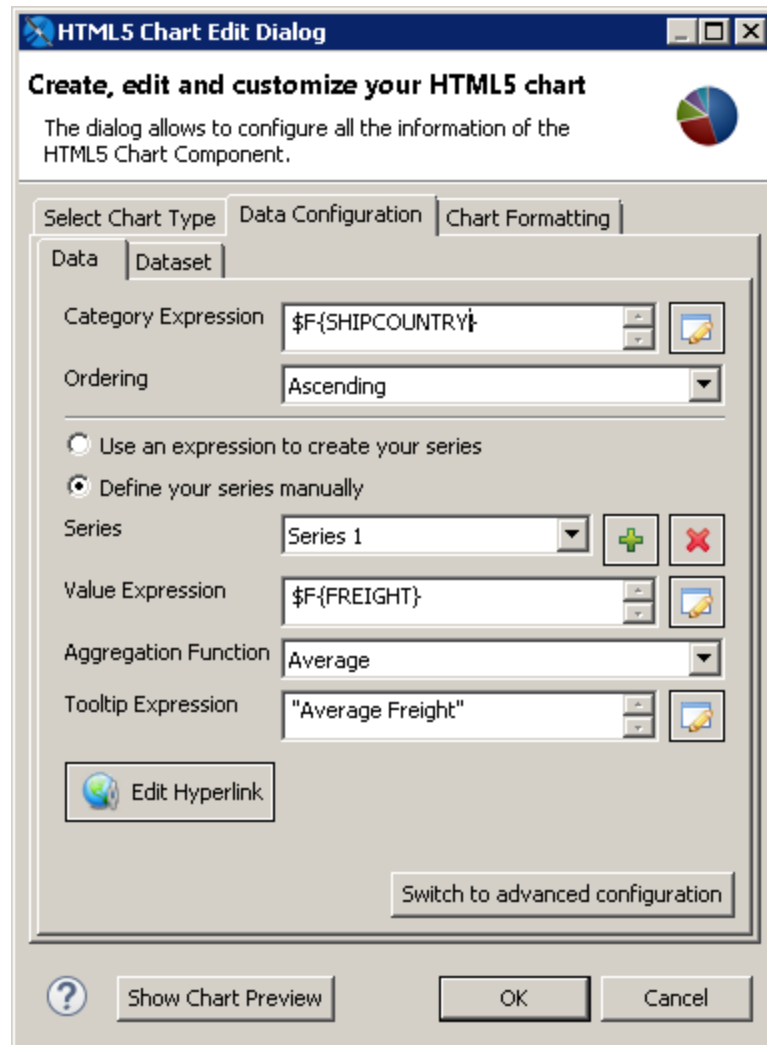 HTML5 Chart Edit Dialog
Create, edit and customize your HTML5 chart
The dialog allows to configure all the information of the
HTML5 Chart Component.
Select Chart Type Data Configuration Chart Formatting
Data Dataset
Category Expression $F{SHIPCOUNTRY}
Ordering Ascending
Use an expression to create your series
Define your series manually
Series Series 1
Value Expression $F{FREIGHT}
Aggregation Function Average
Tooltip Expression "Average Freight"
Edit Hyperlink
Switch to advanced configuration
? Show Chart Preview OK Cancel